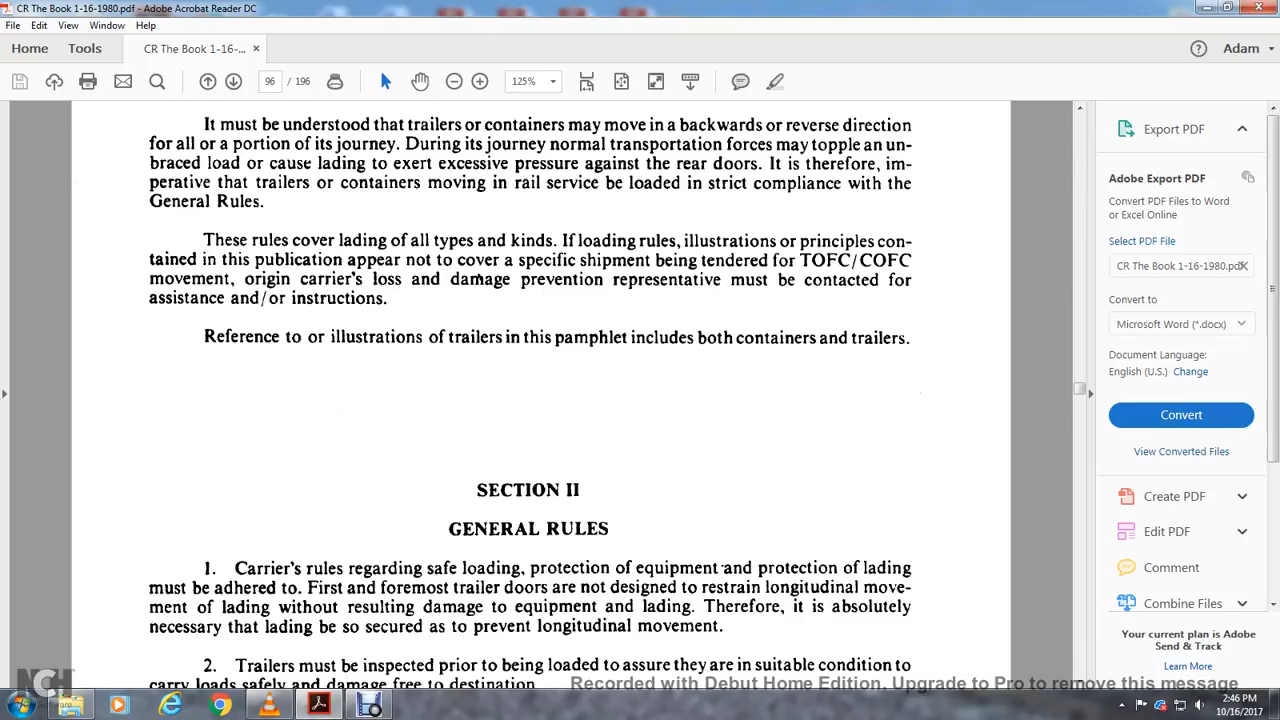 CR The Book 1-16-1980.pdf - Adobe Acrobat Reader DC
File Edit View Window Help
Home Tools CR The Book 1-16-... × Adam
96 / 196 125%
It must be understood that trailers or containers may move in a backwards or reverse direction
for all or a portion of its journey. During its journey normal transportation forces may topple an un-
braced load or cause lading to exert excessive pressure against the rear doors. It is therefore, im-
perative that trailers or containers moving in rail service be loaded in strict compliance with the
General Rules.
These rules cover lading of all types and kinds. If loading rules, illustrations or principles con-
tained in this publication appear not to cover a specific shipment being tendered for TOFC/COFC
movement, origin carrier's loss and damage prevention representative must be contacted for
assistance and/or instructions.
Reference to or illustrations of trailers in this pamphlet includes both containers and trailers.
SECTION II
GENERAL RULES
1. Carrier's rules regarding safe loading, protection of equipment and protection of lading
must be adhered to. First and foremost trailer doors are not designed to restrain longitudinal move-
ment of lading without resulting damage to equipment and lading. Therefore, it is absolutely
necessary that lading be so secured as to prevent longitudinal movement.
2. Trailers must be inspected prior to being loaded to assure they are in suitable condition to
carry loads safely and damage free to destination.
Export PDF
Adobe Export PDF
Convert PDF Files to Word
or Excel Online
Select PDF File
CR The Book 1-16-1980.pdf
Convert to
Microsoft Word (*.docx)
Document Language:
English (U.S.) Change
Convert
View Converted Files
Create PDF
Edit PDF
Comment
Combine Files
Your current plan is Adobe
Send & Track
Learn More
NCH
Software
Recorded with Debut Home Edition. Upgrade to Pro to remove this message
2:46 PM
10/16/2017